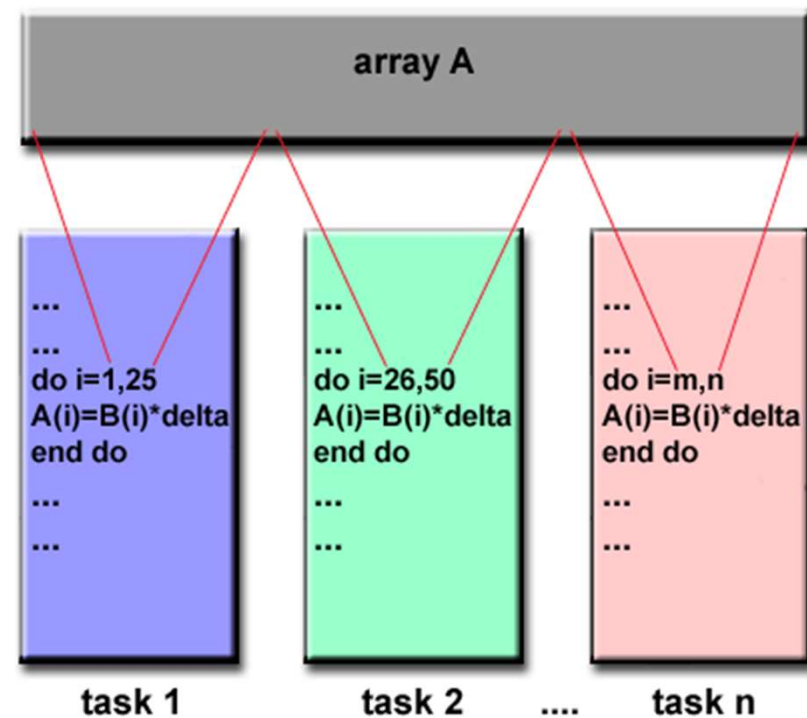 array A
...
...
do i=1,25
A(i)=B(i)*delta
end do
...
...
task 1
...
...
do i=26,50
A(i)=B(i)*delta
end do
...
...
task 2
....
...
...
do i=m,n
A(i)=B(i)*delta
end do
...
...
task n